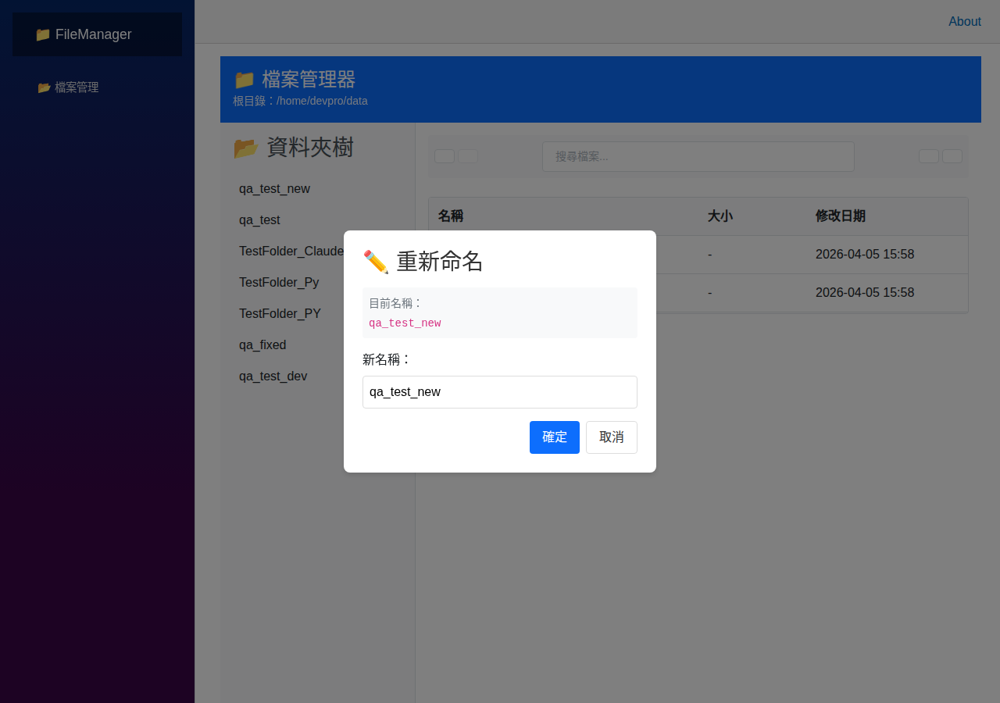 FileManager
檔案管理
About
檔案管理器
根目錄：/home/devpro/data
資料夾樹
qa_test_new
qa_test
TestFolder_Claude
TestFolder_Py
TestFolder_PY
qa_fixed
qa_test_dev
搜尋檔案...
名稱 大小 修改日期
- 2026-04-05 15:58
- 2026-04-05 15:58
重新命名
目前名稱：
qa_test_new
新名稱：
qa_test_new
確定 取消